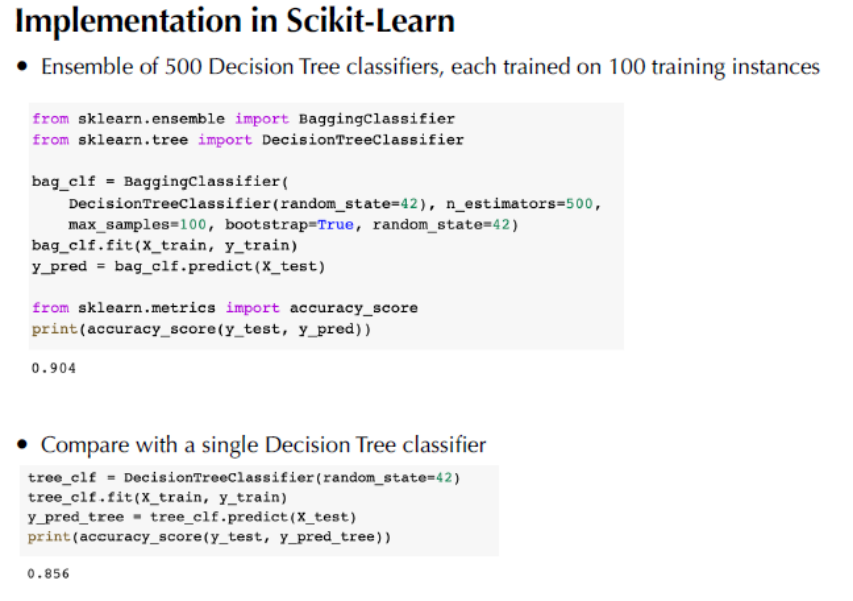 Implementation in Scikit-Learn
• Ensemble of 500 Decision Tree classifiers, each trained on 100 training instances
from sklearn.ensemble import BaggingClassifier
from sklearn.tree import DecisionTreeClassifier
bag_clf = BaggingClassifier(
    DecisionTreeClassifier(random_state=42), n_estimators=500,
    max_samples=100, bootstrap=True, random_state=42)
bag_clf.fit(X_train, y_train)
y_pred = bag_clf.predict(X_test)
from sklearn.metrics import accuracy_score
print(accuracy_score(y_test, y_pred))
0.904
• Compare with a single Decision Tree classifier
tree_clf = DecisionTreeClassifier(random_state=42)
tree_clf.fit(X_train, y_train)
y_pred_tree = tree_clf.predict(X_test)
print(accuracy_score(y_test, y_pred_tree))
0.856